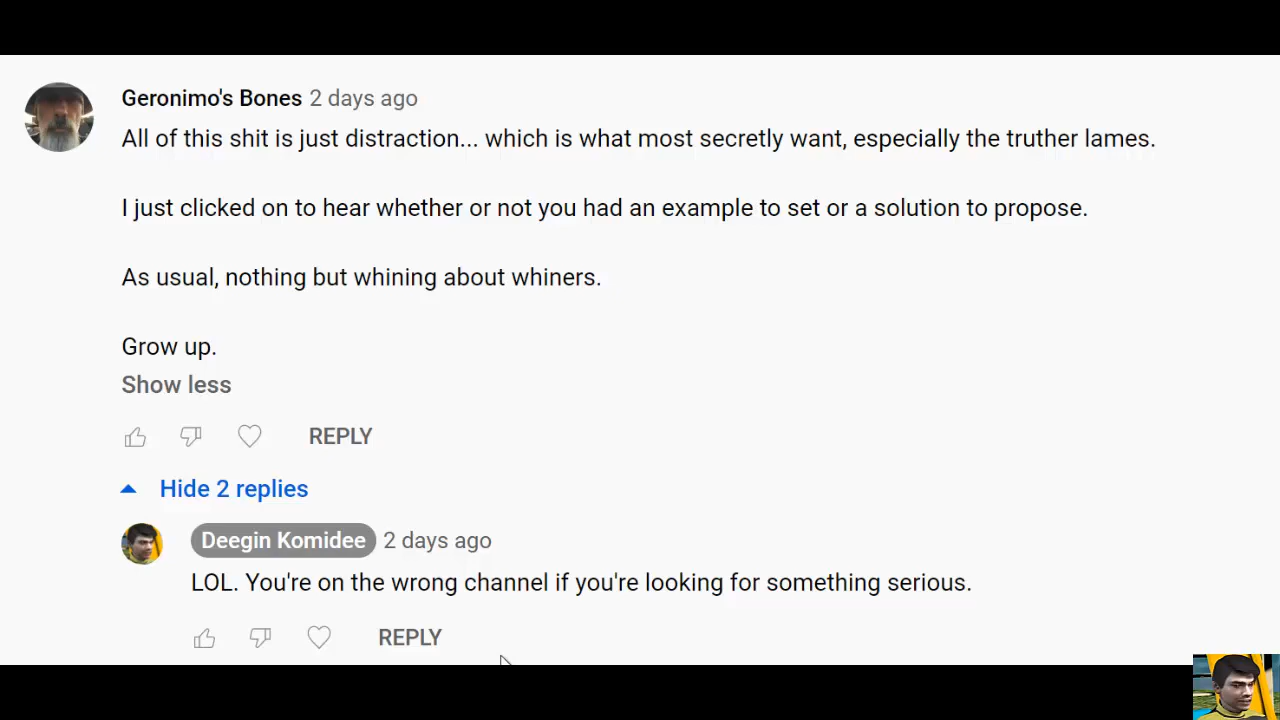 Geronimo's Bones 2 days ago
All of this shit is just distraction... which is what most secretly want, especially the truther lames.
I just clicked on to hear whether or not you had an example to set or a solution to propose.
As usual, nothing but whining about whiners.
Grow up.
Show less
REPLY
Hide 2 replies
Deegin Komidee 2 days ago
LOL. You're on the wrong channel if you're looking for something serious.
REPLY